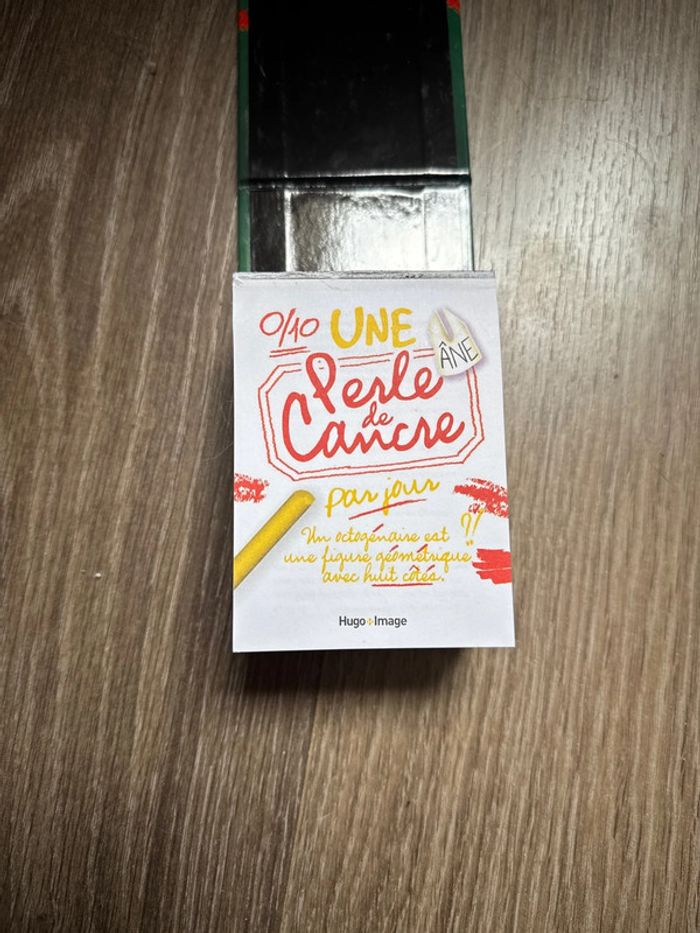 0/10 UNE
ÂNE
Perle
de
Cancre
par jour
Un octogénaire est
une figure géométrique
avec huit côtés.
?!
Hugo+Image